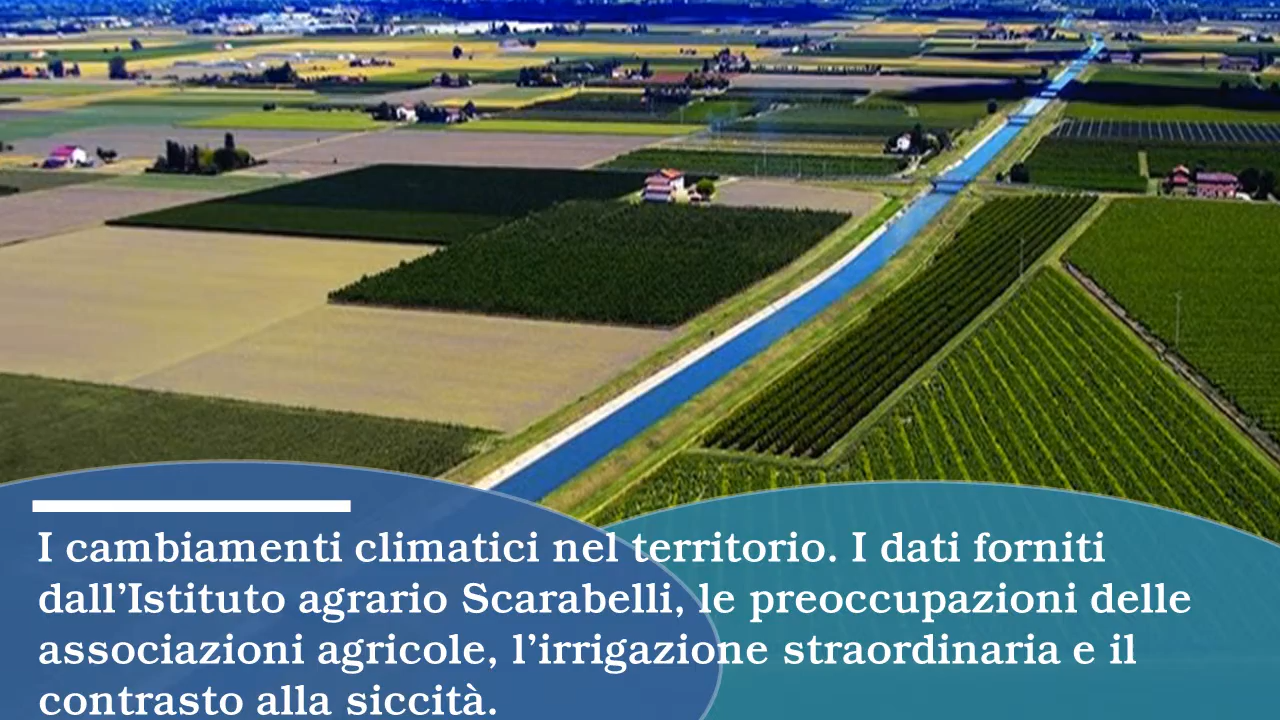 I cambiamenti climatici nel territorio. I dati forniti
dall’Istituto agrario Scarabelli, le preoccupazioni delle
associazioni agricole, l’irrigazione straordinaria e il
contrasto alla siccità.